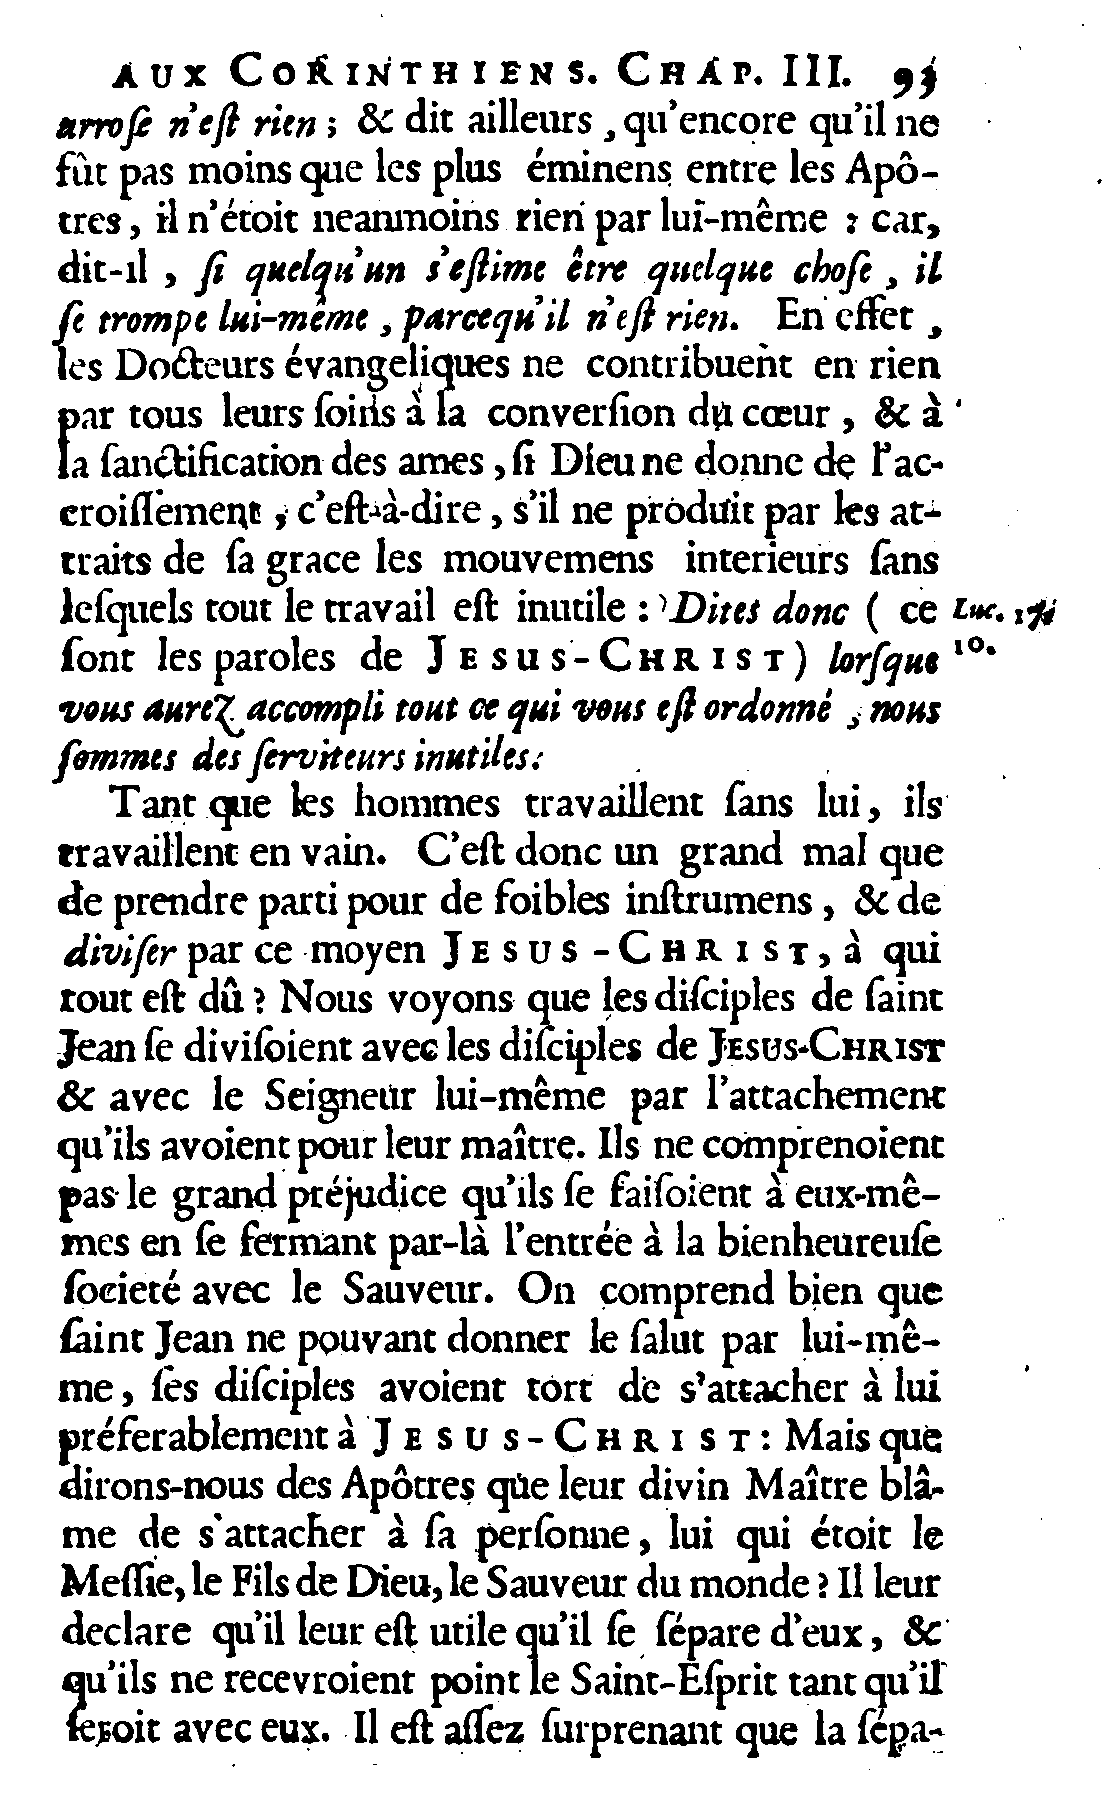 AUX CORINTHIENS. CHAP. III.
arroſe n'eſt rien ; & dit ailleurs , qu'encore qu'il ne
fût pas moins que les plus éminens entre les Apô-
tres , il n'étoit neanmoins rien par lui-même : car,
dit-il , ſi quelqu'un s'eſtime être quelque choſe , il
ſe trompe lui-même , parcequ'il n'eſt rien. En effet ,
les Docteurs évangeliques ne contribuent en rien
par tous leurs ſoins à la converſion du cœur , & à
la ſanctification des ames , ſi Dieu ne donne de l'ac-
croiſſement , c'eſt-à-dire , s'il ne produit par les at-
traits de ſa grace les mouvemens interieurs ſans
leſquels tout le travail eſt inutile : Dites donc ( ce
Luc.
ſont les paroles de JESUS-CHRIST) lorſque
10.
vous aurez accompli tout ce qui vous eſt ordonné , nous
ſommes des ſerviteurs inutiles.
Tant que les hommes travaillent ſans lui , ils
travaillent en vain. C'eſt donc un grand mal que
de prendre parti pour de foibles inſtrumens , & de
diviſer par ce moyen JESUS-CHRIST, à qui
tout eſt dû ? Nous voyons que les diſciples de ſaint
Jean ſe diviſoient avec les diſciples de JESUS-CHRIST
& avec le Seigneur lui-même par l'attachement
qu'ils avoient pour leur maître. Ils ne comprenoient
pas le grand préjudice qu'ils ſe faiſoient à eux-mê-
mes en ſe fermant par-là l'entrée à la bienheureuſe
ſocieté avec le Sauveur. On comprend bien que
ſaint Jean ne pouvant donner le ſalut par lui-mê-
me , ſes diſciples avoient tort de s'attacher à lui
préferablement à JESUS-CHRIST : Mais que
dirons-nous des Apôtres que leur divin Maître blâ-
me de s'attacher à ſa perſonne , lui qui étoit le
Meſſie, le Fils de Dieu, le Sauveur du monde ? Il leur
declare qu'il leur eſt utile qu'il ſe ſépare d'eux , &
qu'ils ne recevroient point le Saint-Eſprit tant qu'il
ſeroit avec eux. Il eſt aſſez ſurprenant que la ſépa-